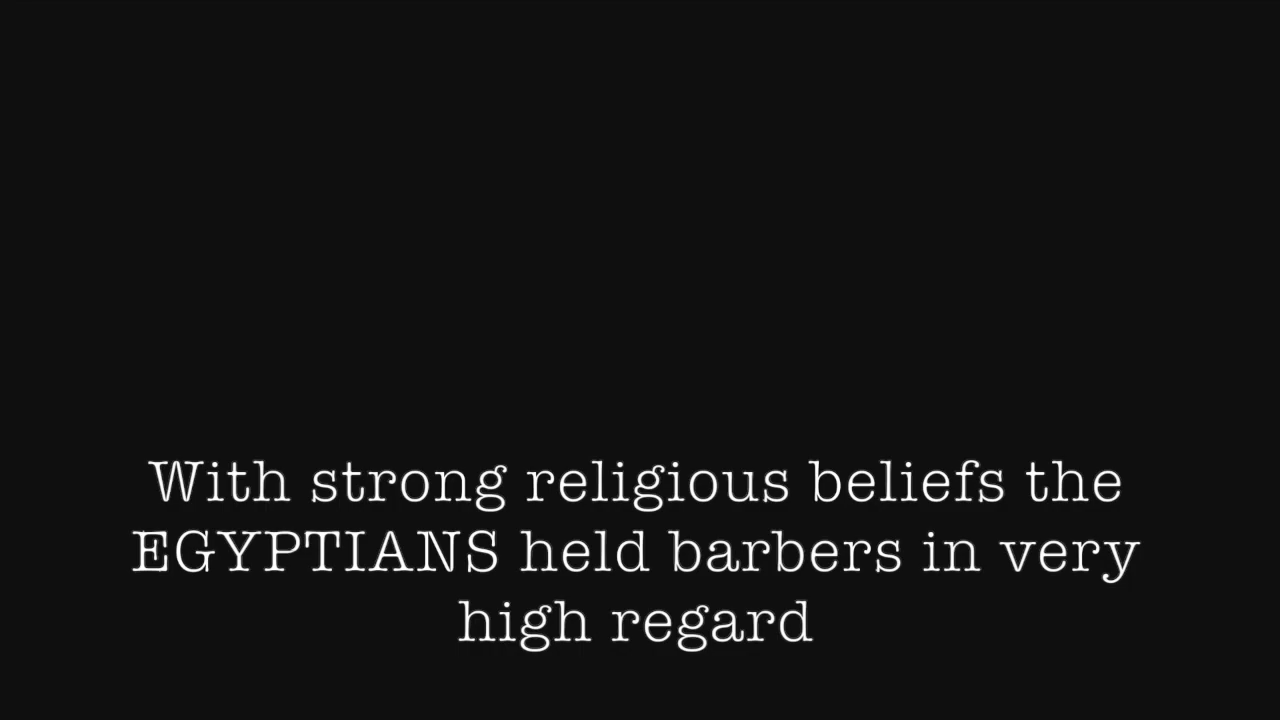 With strong religious beliefs the
EGYPTIANS held barbers in very
high regard